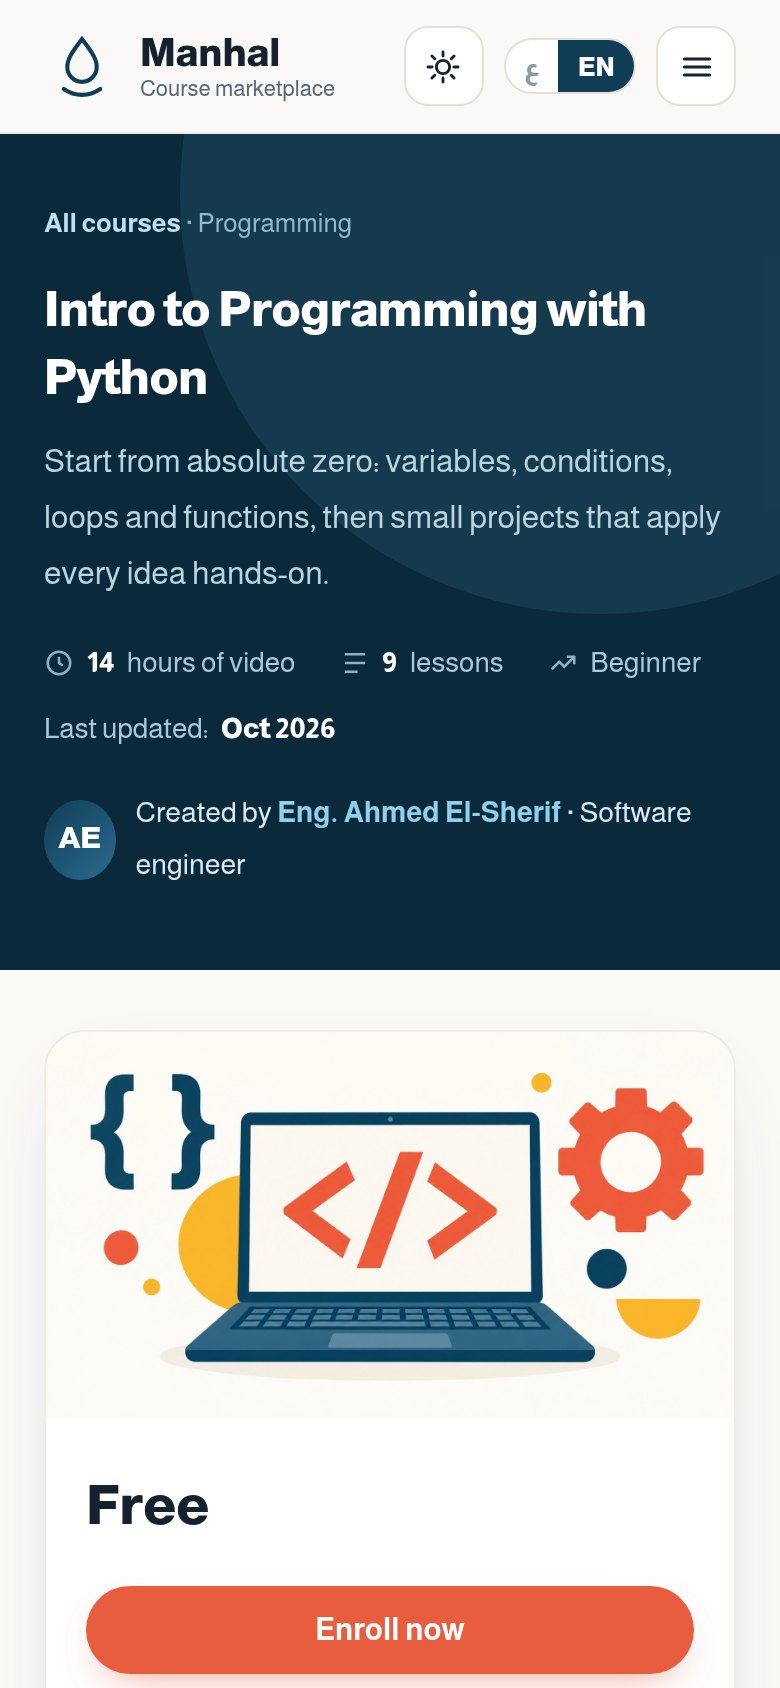 Manhal
Course marketplace
ع EN
All courses · Programming
Intro to Programming with
Python
Start from absolute zero: variables, conditions,
loops and functions, then small projects that apply
every idea hands-on.
14 hours of video 9 lessons Beginner
Last updated: Oct 2026
AE
Created by Eng. Ahmed El-Sherif · Software
engineer
{ }
</>
Free
Enroll now